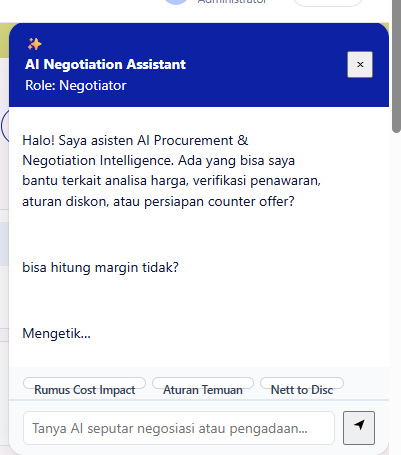 Administrator
AI Negotiation Assistant
Role: Negotiator
×
Halo! Saya asisten AI Procurement &
Negotiation Intelligence. Ada yang bisa saya
bantu terkait analisa harga, verifikasi penawaran,
aturan diskon, atau persiapan counter offer?
bisa hitung margin tidak?
Mengetik...
Rumus Cost Impact Aturan Temuan Nett to Disc
Tanya AI seputar negosiasi atau pengadaan...